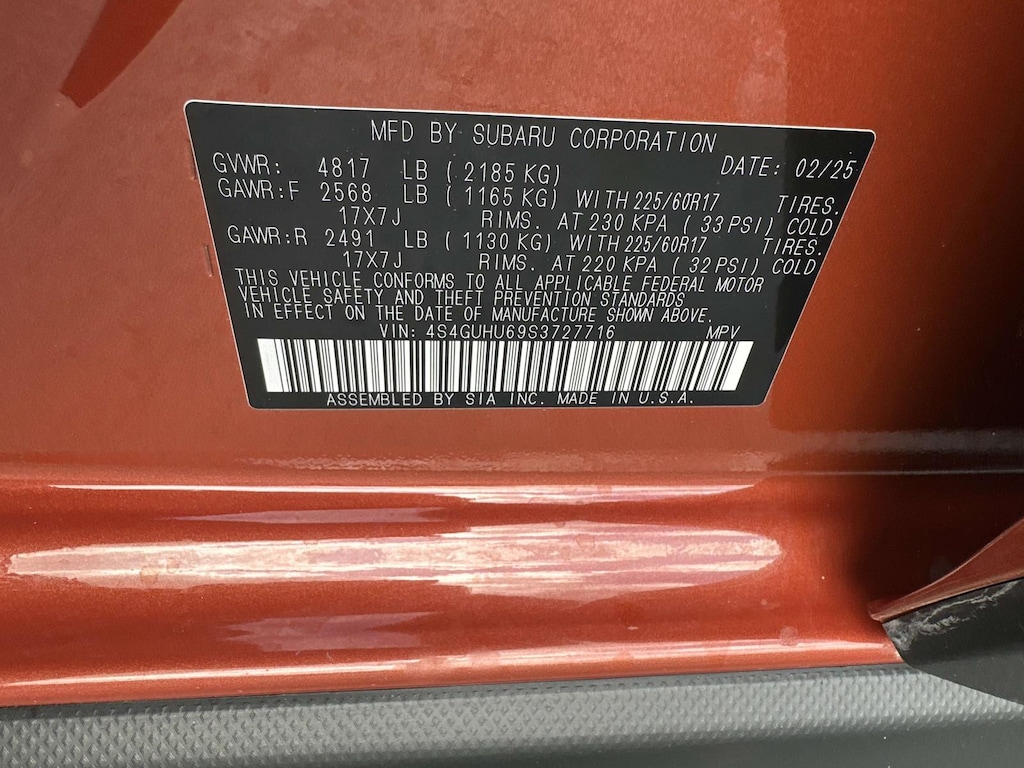 MFD BY SUBARU CORPORATION
GVWR: 4817 LB (2185 KG) DATE: 02/25
GAWR:F 2568 LB (1165 KG) WITH 225/60R17 TIRES.
17X7J RIMS. AT 230 KPA (33 PSI) COLD
GAWR:R 2491 LB (1130 KG) WITH 225/60R17 TIRES.
17X7J RIMS. AT 220 KPA (32 PSI) COLD
THIS VEHICLE CONFORMS TO ALL APPLICABLE FEDERAL MOTOR
VEHICLE SAFETY AND THEFT PREVENTION STANDARDS
IN EFFECT ON THE DATE OF MANUFACTURE SHOWN ABOVE.
VIN: 4S4GUHU69S3727716 MPV
ASSEMBLED BY SIA INC. MADE IN U.S.A.